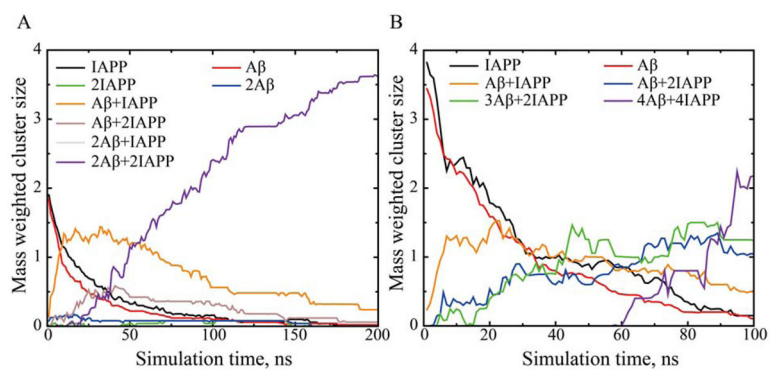 A
Mass weighted cluster size
4
3
2
1
0
IAPP
Aβ
2IAPP
2Aβ
Aβ+IAPP
Aβ+2IAPP
2Aβ+IAPP
2Aβ+2IAPP
0
50
100
150
200
Simulation time, ns
B
Mass weighted cluster size
4
3
2
1
0
IAPP
Aβ
Aβ+IAPP
Aβ+2IAPP
3Aβ+2IAPP
4Aβ+4IAPP
0
20
40
60
80
100
Simulation time, ns